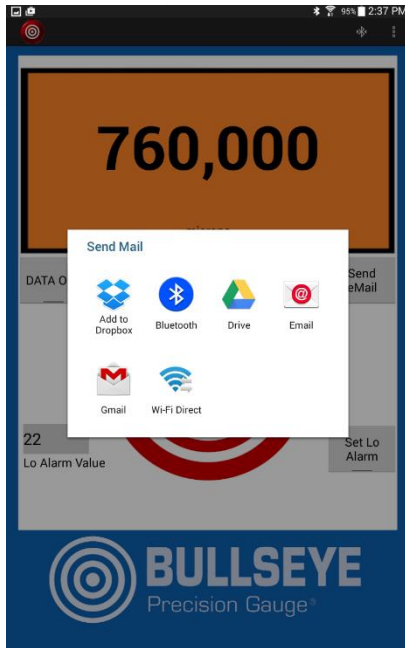 95% 2:37 PM
760,000
Send Mail
DATA O
Send
eMail
Add to
Dropbox
Bluetooth
Drive
Email
Gmail
Wi-Fi Direct
22
Lo Alarm Value
Set Lo
Alarm
BULLSEYE
Precision Gauge®